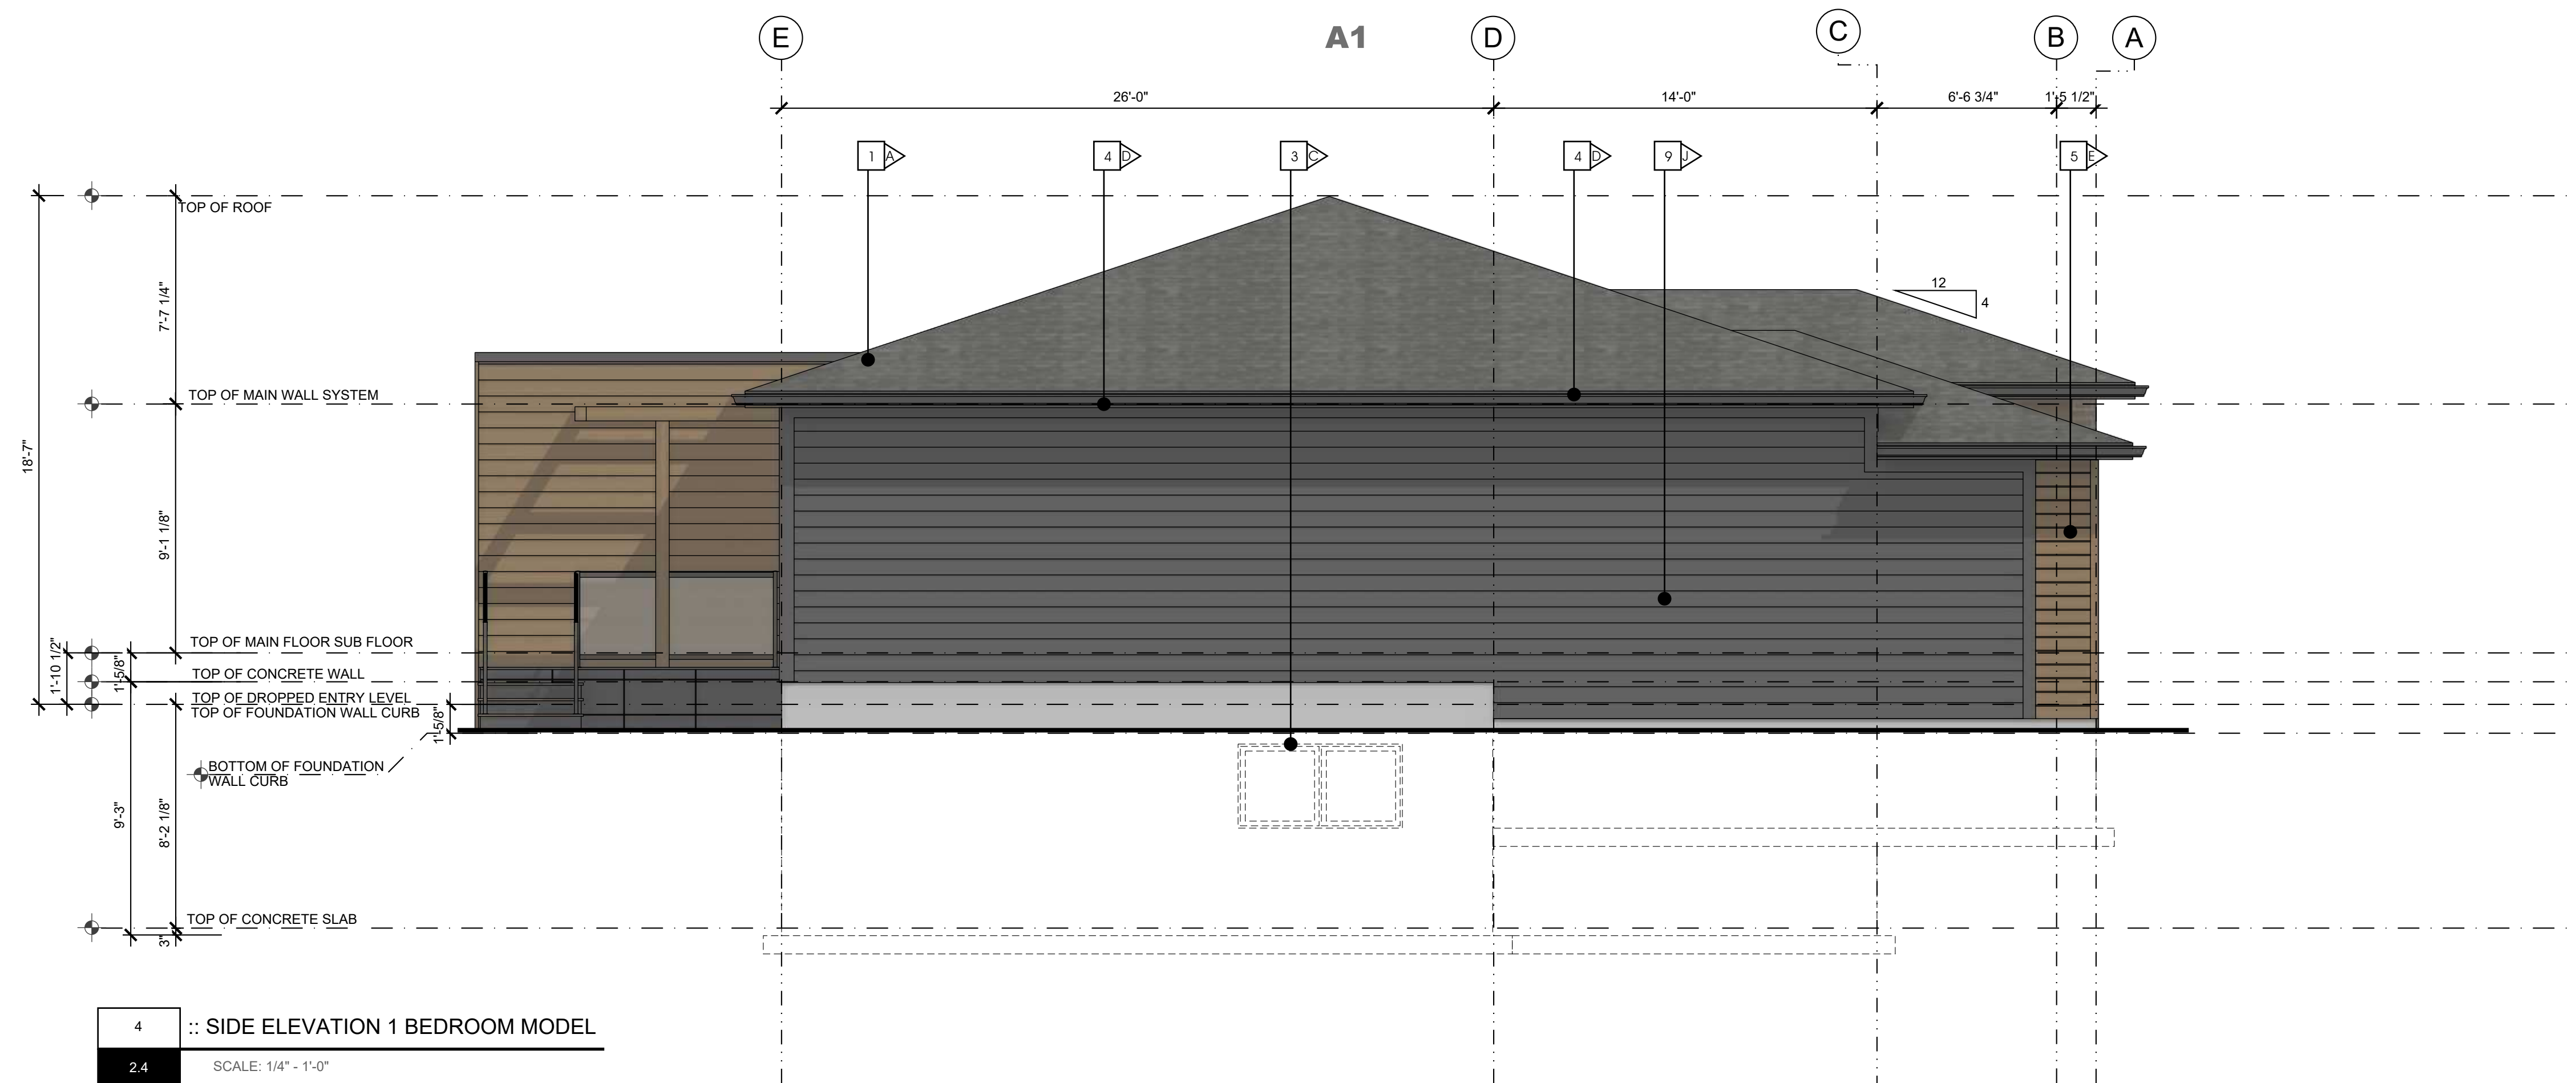 E
A1
D
C
B
A
26'-0"
14'-0"
6'-6 3/4"
1'-5 1/2"
1 A
4 D
3 C
4 D
9 J
5 E
TOP OF ROOF
12
4
7'-7 1/4"
TOP OF MAIN WALL SYSTEM
18'-7"
9'-1 1/8"
TOP OF MAIN FLOOR SUB FLOOR
1'-10 1/2"
1'-5/8"
TOP OF CONCRETE WALL
TOP OF DROPPED ENTRY LEVEL
TOP OF FOUNDATION WALL CURB
1'-5/8"
BOTTOM OF FOUNDATION
WALL CURB
9'-3"
8'-2 1/8"
TOP OF CONCRETE SLAB
3"
4
:: SIDE ELEVATION 1 BEDROOM MODEL
2.4
SCALE: 1/4" - 1'-0"